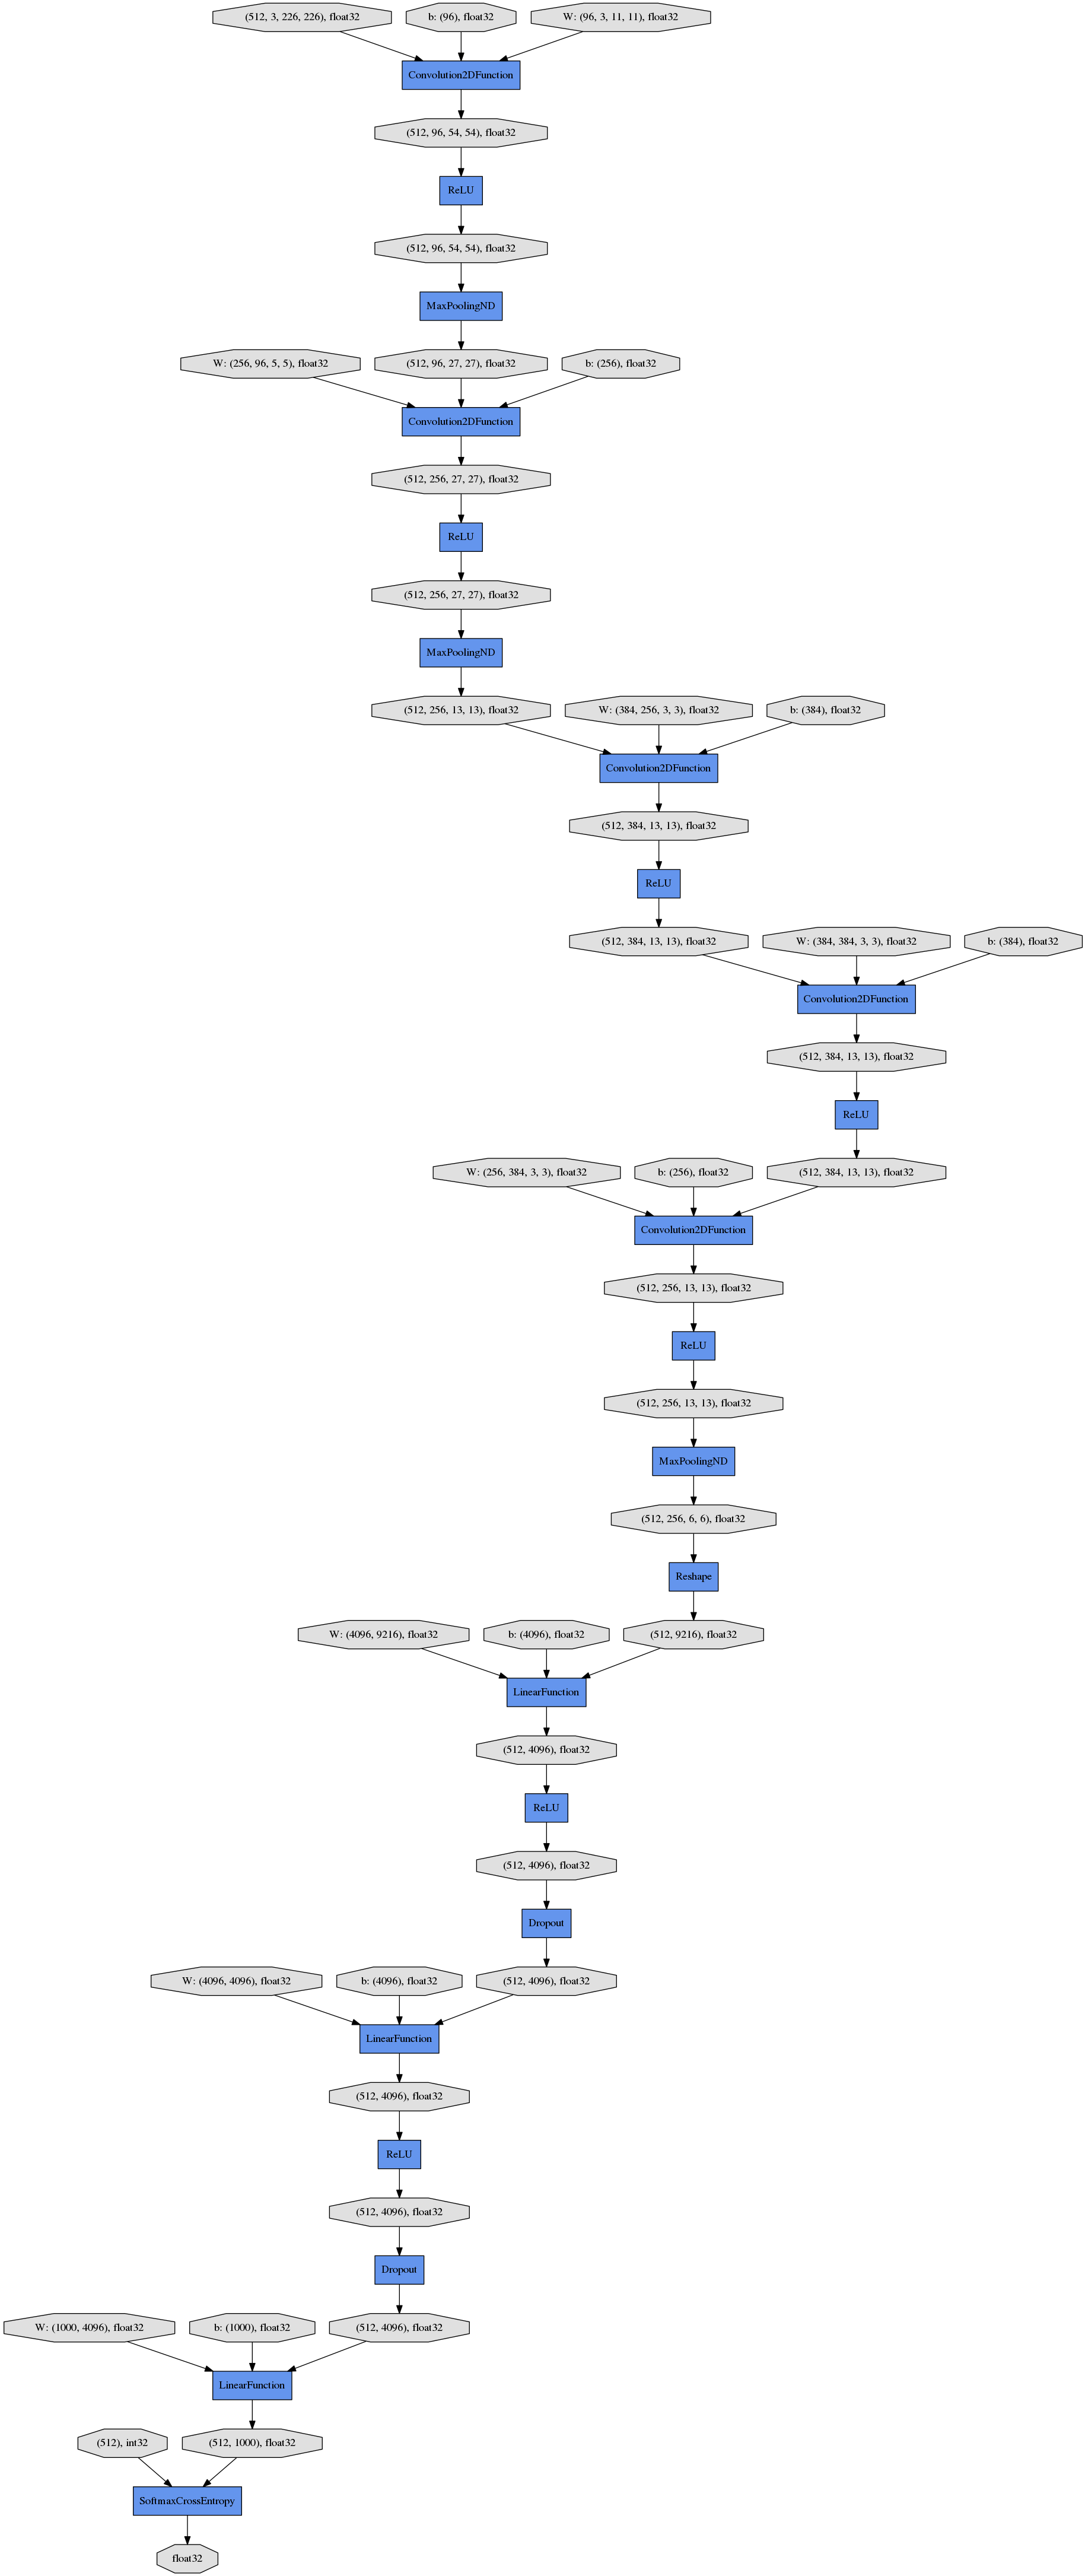 (512, 3, 226, 226), float32
b: (96), float32
W: (96, 3, 11, 11), float32
Convolution2DFunction
(512, 96, 54, 54), float32
ReLU
(512, 96, 54, 54), float32
MaxPoolingND
W: (256, 96, 5, 5), float32
(512, 96, 27, 27), float32
b: (256), float32
Convolution2DFunction
(512, 256, 27, 27), float32
ReLU
(512, 256, 27, 27), float32
MaxPoolingND
(512, 256, 13, 13), float32
W: (384, 256, 3, 3), float32
b: (384), float32
Convolution2DFunction
(512, 384, 13, 13), float32
ReLU
(512, 384, 13, 13), float32
W: (384, 384, 3, 3), float32
b: (384), float32
Convolution2DFunction
(512, 384, 13, 13), float32
ReLU
W: (256, 384, 3, 3), float32
b: (256), float32
(512, 384, 13, 13), float32
Convolution2DFunction
(512, 256, 13, 13), float32
ReLU
(512, 256, 13, 13), float32
MaxPoolingND
(512, 256, 6, 6), float32
Reshape
W: (4096, 9216), float32
b: (4096), float32
(512, 9216), float32
LinearFunction
(512, 4096), float32
ReLU
(512, 4096), float32
Dropout
W: (4096, 4096), float32
b: (4096), float32
(512, 4096), float32
LinearFunction
(512, 4096), float32
ReLU
(512, 4096), float32
Dropout
W: (1000, 4096), float32
b: (1000), float32
(512, 4096), float32
LinearFunction
(512), int32
(512, 1000), float32
SoftmaxCrossEntropy
float32